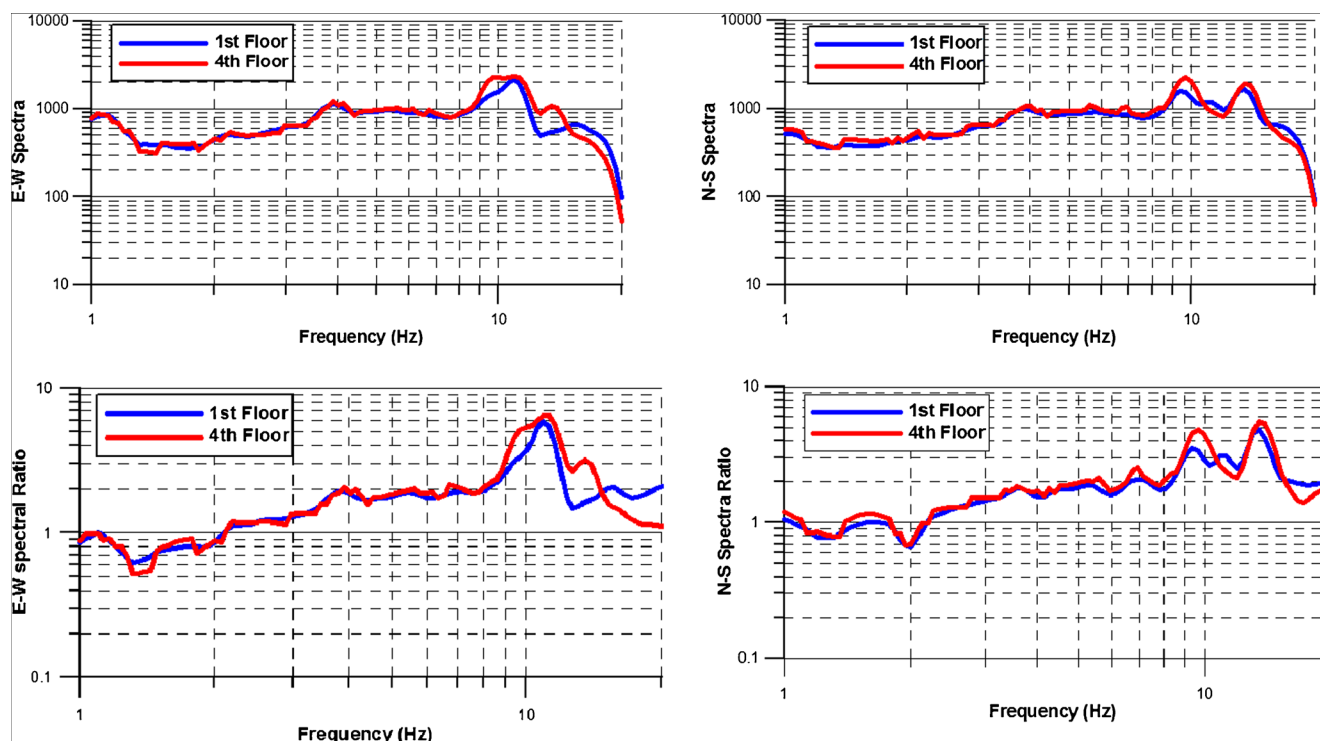 10000
1st Floor
4th Floor
1000
100
10
E-W Spectra
1
10
Frequency (Hz)
10000
1st Floor
4th Floor
1000
100
10
N-S Spectra
1
10
Frequency (Hz)
10
1st Floor
4th Floor
1
0.1
E-W spectral Ratio
1
10
Frequency (Hz)
10
1st Floor
4th Floor
1
0.1
N-S Spectra Ratio
1
10
Frequency (Hz)